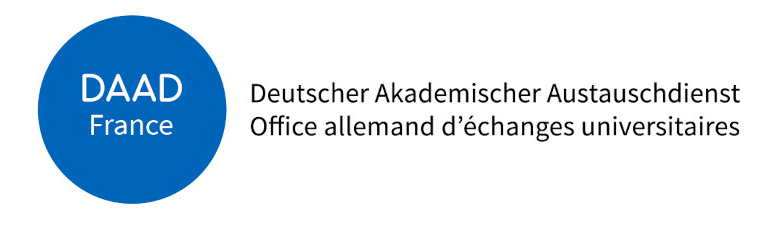 DAAD
France
Deutscher Akademischer Austauschdienst
Office allemand d’échanges universitaires